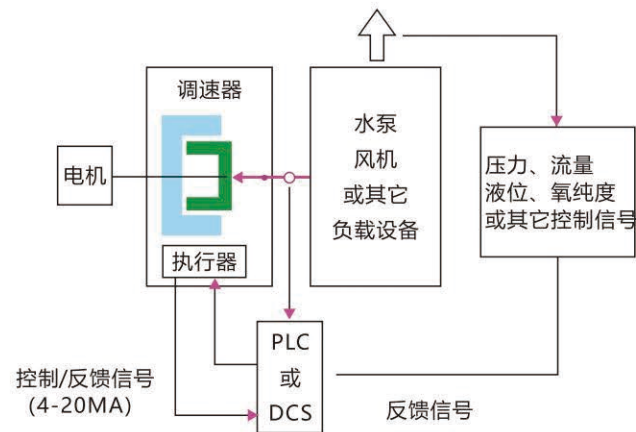 调速器
电机
执行器
水泵
风机
或其它
负载设备
压力、流量
液位、氧纯度
或其它控制信号
PLC
或
DCS
控制/反馈信号
(4-20MA)
反馈信号